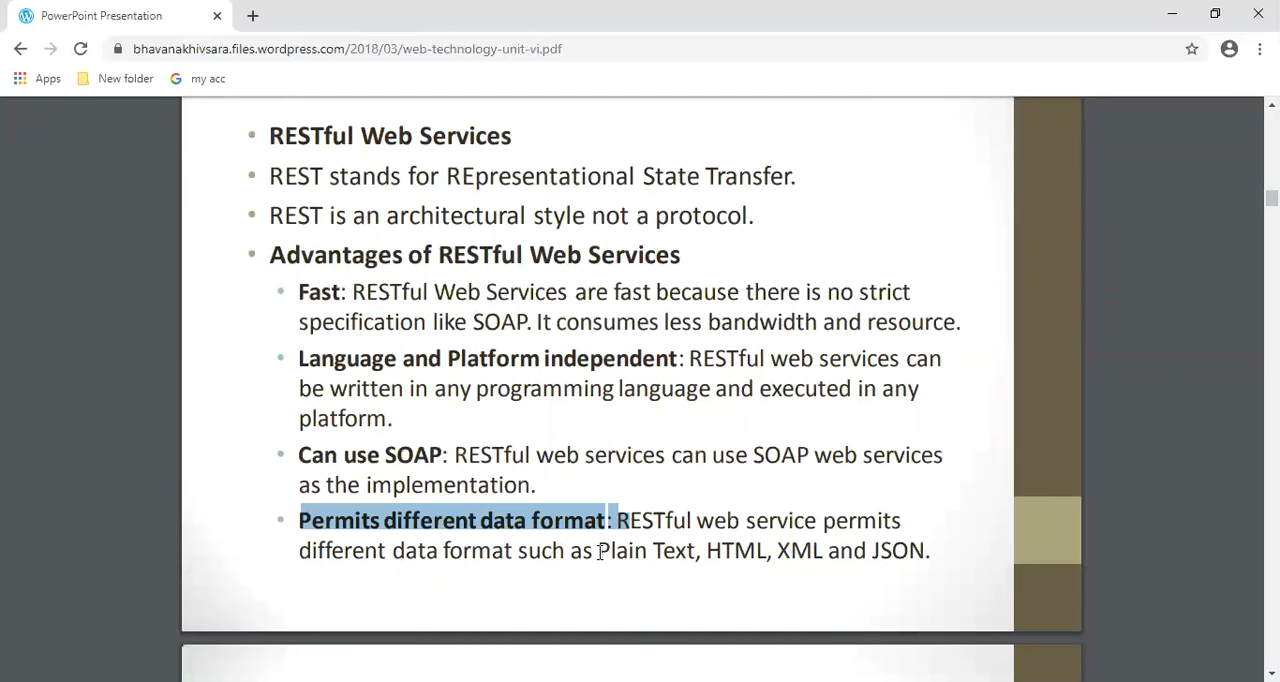 PowerPoint Presentation
bhavanakhivsara.files.wordpress.com/2018/03/web-technology-unit-vi.pdf
Apps New folder my acc
• RESTful Web Services
• REST stands for REpresentational State Transfer.
• REST is an architectural style not a protocol.
• Advantages of RESTful Web Services
• Fast: RESTful Web Services are fast because there is no strict
specification like SOAP. It consumes less bandwidth and resource.
• Language and Platform independent: RESTful web services can
be written in any programming language and executed in any
platform.
• Can use SOAP: RESTful web services can use SOAP web services
as the implementation.
• Permits different data format: RESTful web service permits
different data format such as Plain Text, HTML, XML and JSON.